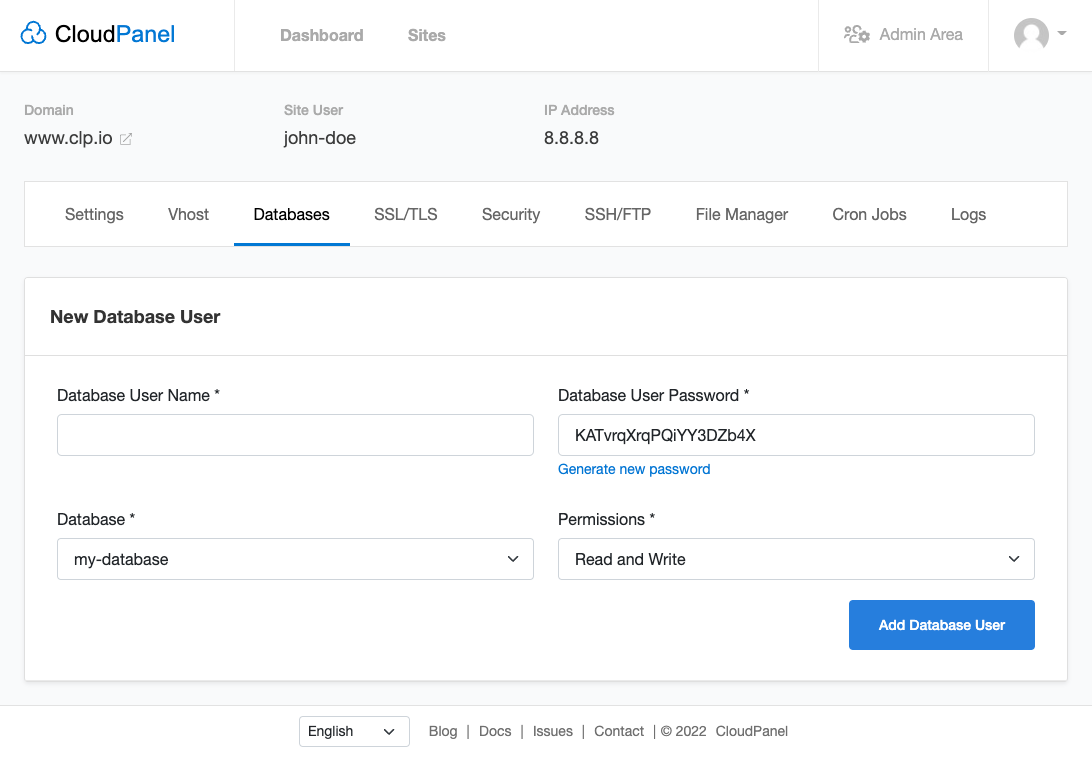 CloudPanel Dashboard Sites Admin Area
Domain Site User IP Address
www.clp.io john-doe 8.8.8.8
Settings Vhost Databases SSL/TLS Security SSH/FTP File Manager Cron Jobs Logs
New Database User
Database User Name * Database User Password *
KATvrqXrqPQiYY3DZb4X
Generate new password
Database * Permissions *
my-database Read and Write
Add Database User
English Blog | Docs | Issues | Contact | © 2022 CloudPanel